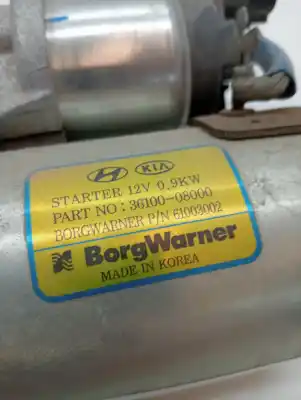 KIA
STARTER 12V 0.9KW
PART NO : 36100-08000
BORGWARNER P/N 61003002
BorgWarner
MADE IN KOREA